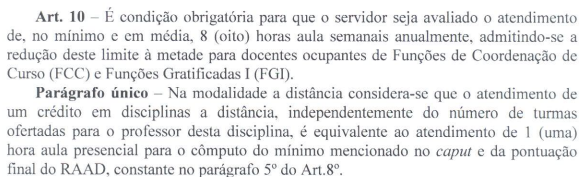 Art. 10 – É condição obrigatória para que o servidor seja avaliado o atendimento
de, no mínimo e em média, 8 (oito) horas aula semanais anualmente, admitindo-se a
redução deste limite à metade para docentes ocupantes de Funções de Coordenação de
Curso (FCC) e Funções Gratificadas I (FGI).
Parágrafo único – Na modalidade a distância considera-se que o atendimento de
um crédito em disciplinas a distância, independentemente do número de turmas
ofertadas para o professor desta disciplina, é equivalente ao atendimento de 1 (uma)
hora aula presencial para o cômputo do mínimo mencionado no caput e da pontuação
final do RAAD, constante no parágrafo 5º do Art.8º.